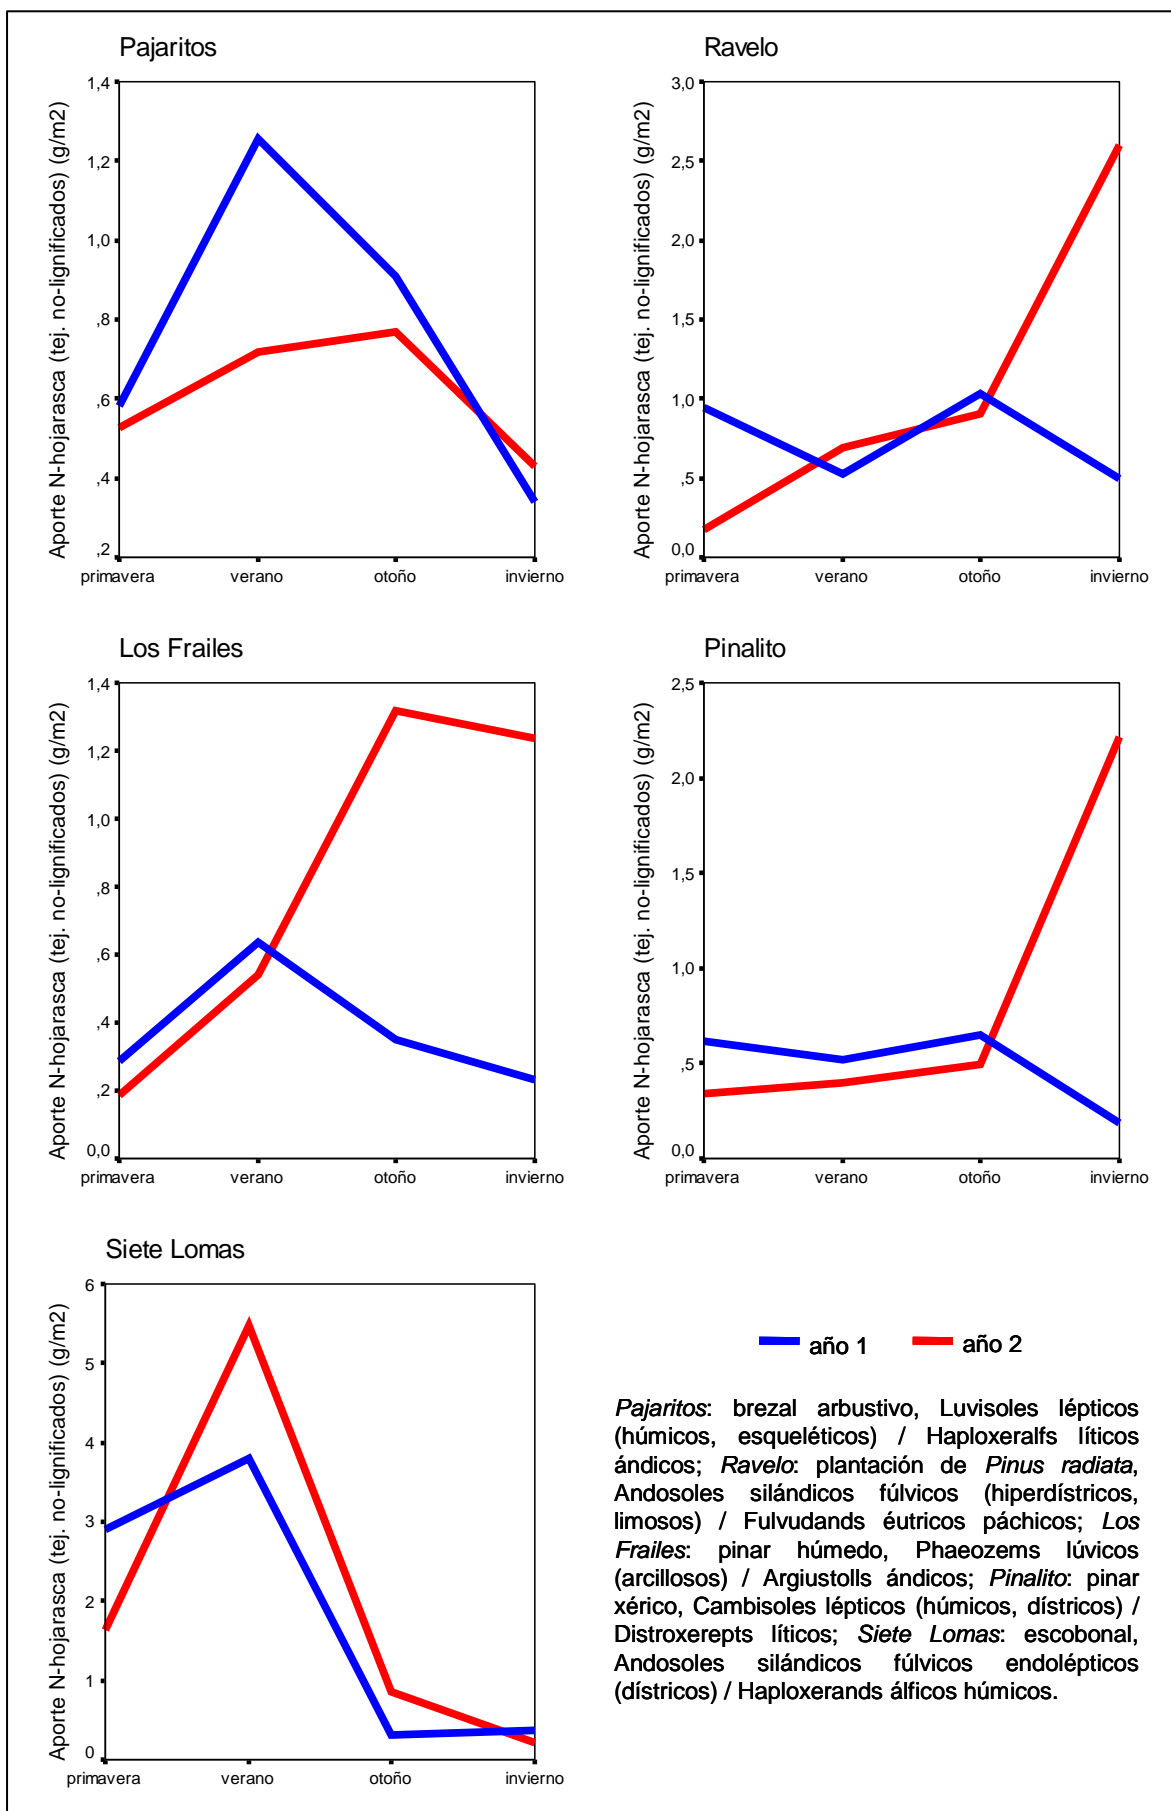 Pajaritos
Aporte N-hojarasca (tej. no-lignificados) (g/m2)
1,4
1,2
1,0
,8
,6
,4
,2
primavera verano otoño invierno
Ravelo
Aporte N-hojarasca (tej. no-lignificados) (g/m2)
3,0
2,5
2,0
1,5
1,0
,5
0,0
primavera verano otoño invierno
Los Frailes
Aporte N-hojarasca (tej. no-lignificados) (g/m2)
1,4
1,2
1,0
,8
,6
,4
,2
0,0
primavera verano otoño invierno
Pinalito
Aporte N-hojarasca (tej. no-lignificados) (g/m2)
2,5
2,0
1,5
1,0
,5
0,0
primavera verano otoño invierno
Siete Lomas
Aporte N-hojarasca (tej. no-lignificados) (g/m2)
6
5
4
3
2
1
0
primavera verano otoño invierno
año 1 año 2
Pajaritos: brezal arbustivo, Luvisoles lépticos
(húmicos, esqueléticos) / Haploxeralfs líticos
ándicos; Ravelo: plantación de Pinus radiata,
Andosoles silándicos fúlvicos (hiperdístricos,
limosos) / Fulvudands éutricos páchicos; Los
Frailes: pinar húmedo, Phaeozems lúvicos
(arcillosos) / Argiustolls ándicos; Pinalito: pinar
xérico, Cambisoles lépticos (húmicos, dístricos) /
Distroxerepts líticos; Siete Lomas: escobonal,
Andosoles silándicos fúlvicos endolépticos
(dístricos) / Haploxerands álficos húmicos.